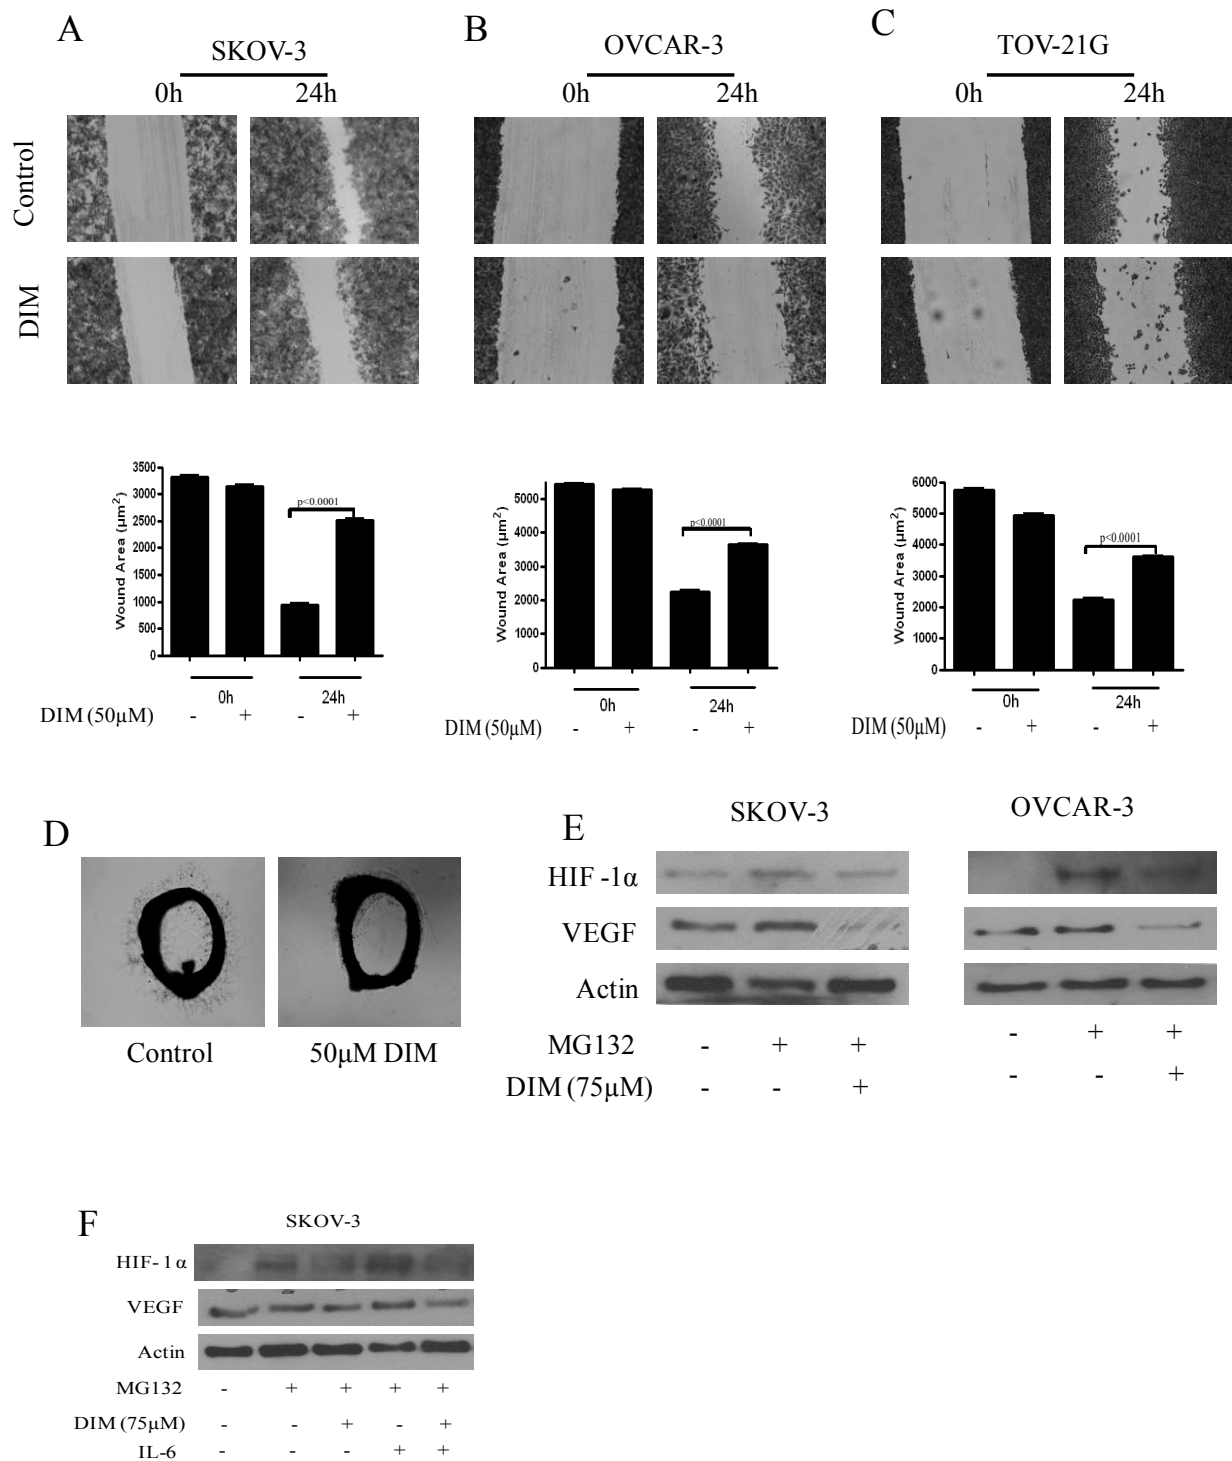 A
SKOV-3
0h 24h
B
OVCAR-3
0h 24h
C
TOV-21G
0h 24h
Control
DIM
Wound Area (µm²)
3500
3000
2500
2000
1500
1000
500
0
p<0.0001
0h 24h
DIM (50µM) - + - +
Wound Area (µm²)
5000
4000
3000
2000
1000
0
p<0.0001
0h 24h
DIM (50µM) - + - +
Wound Area (µm²)
6000
5000
4000
3000
2000
1000
0
p<0.0001
0h 24h
DIM (50µM) - + - +
D
Control 50µM DIM
E
SKOV-3 OVCAR-3
HIF -1α
VEGF
Actin
MG132 - + + - + +
DIM (75µM) - - + - - +
F
SKOV-3
HIF-1α
VEGF
Actin
MG132 - + + + +
DIM (75µM) - - + - +
IL-6 - - - + +